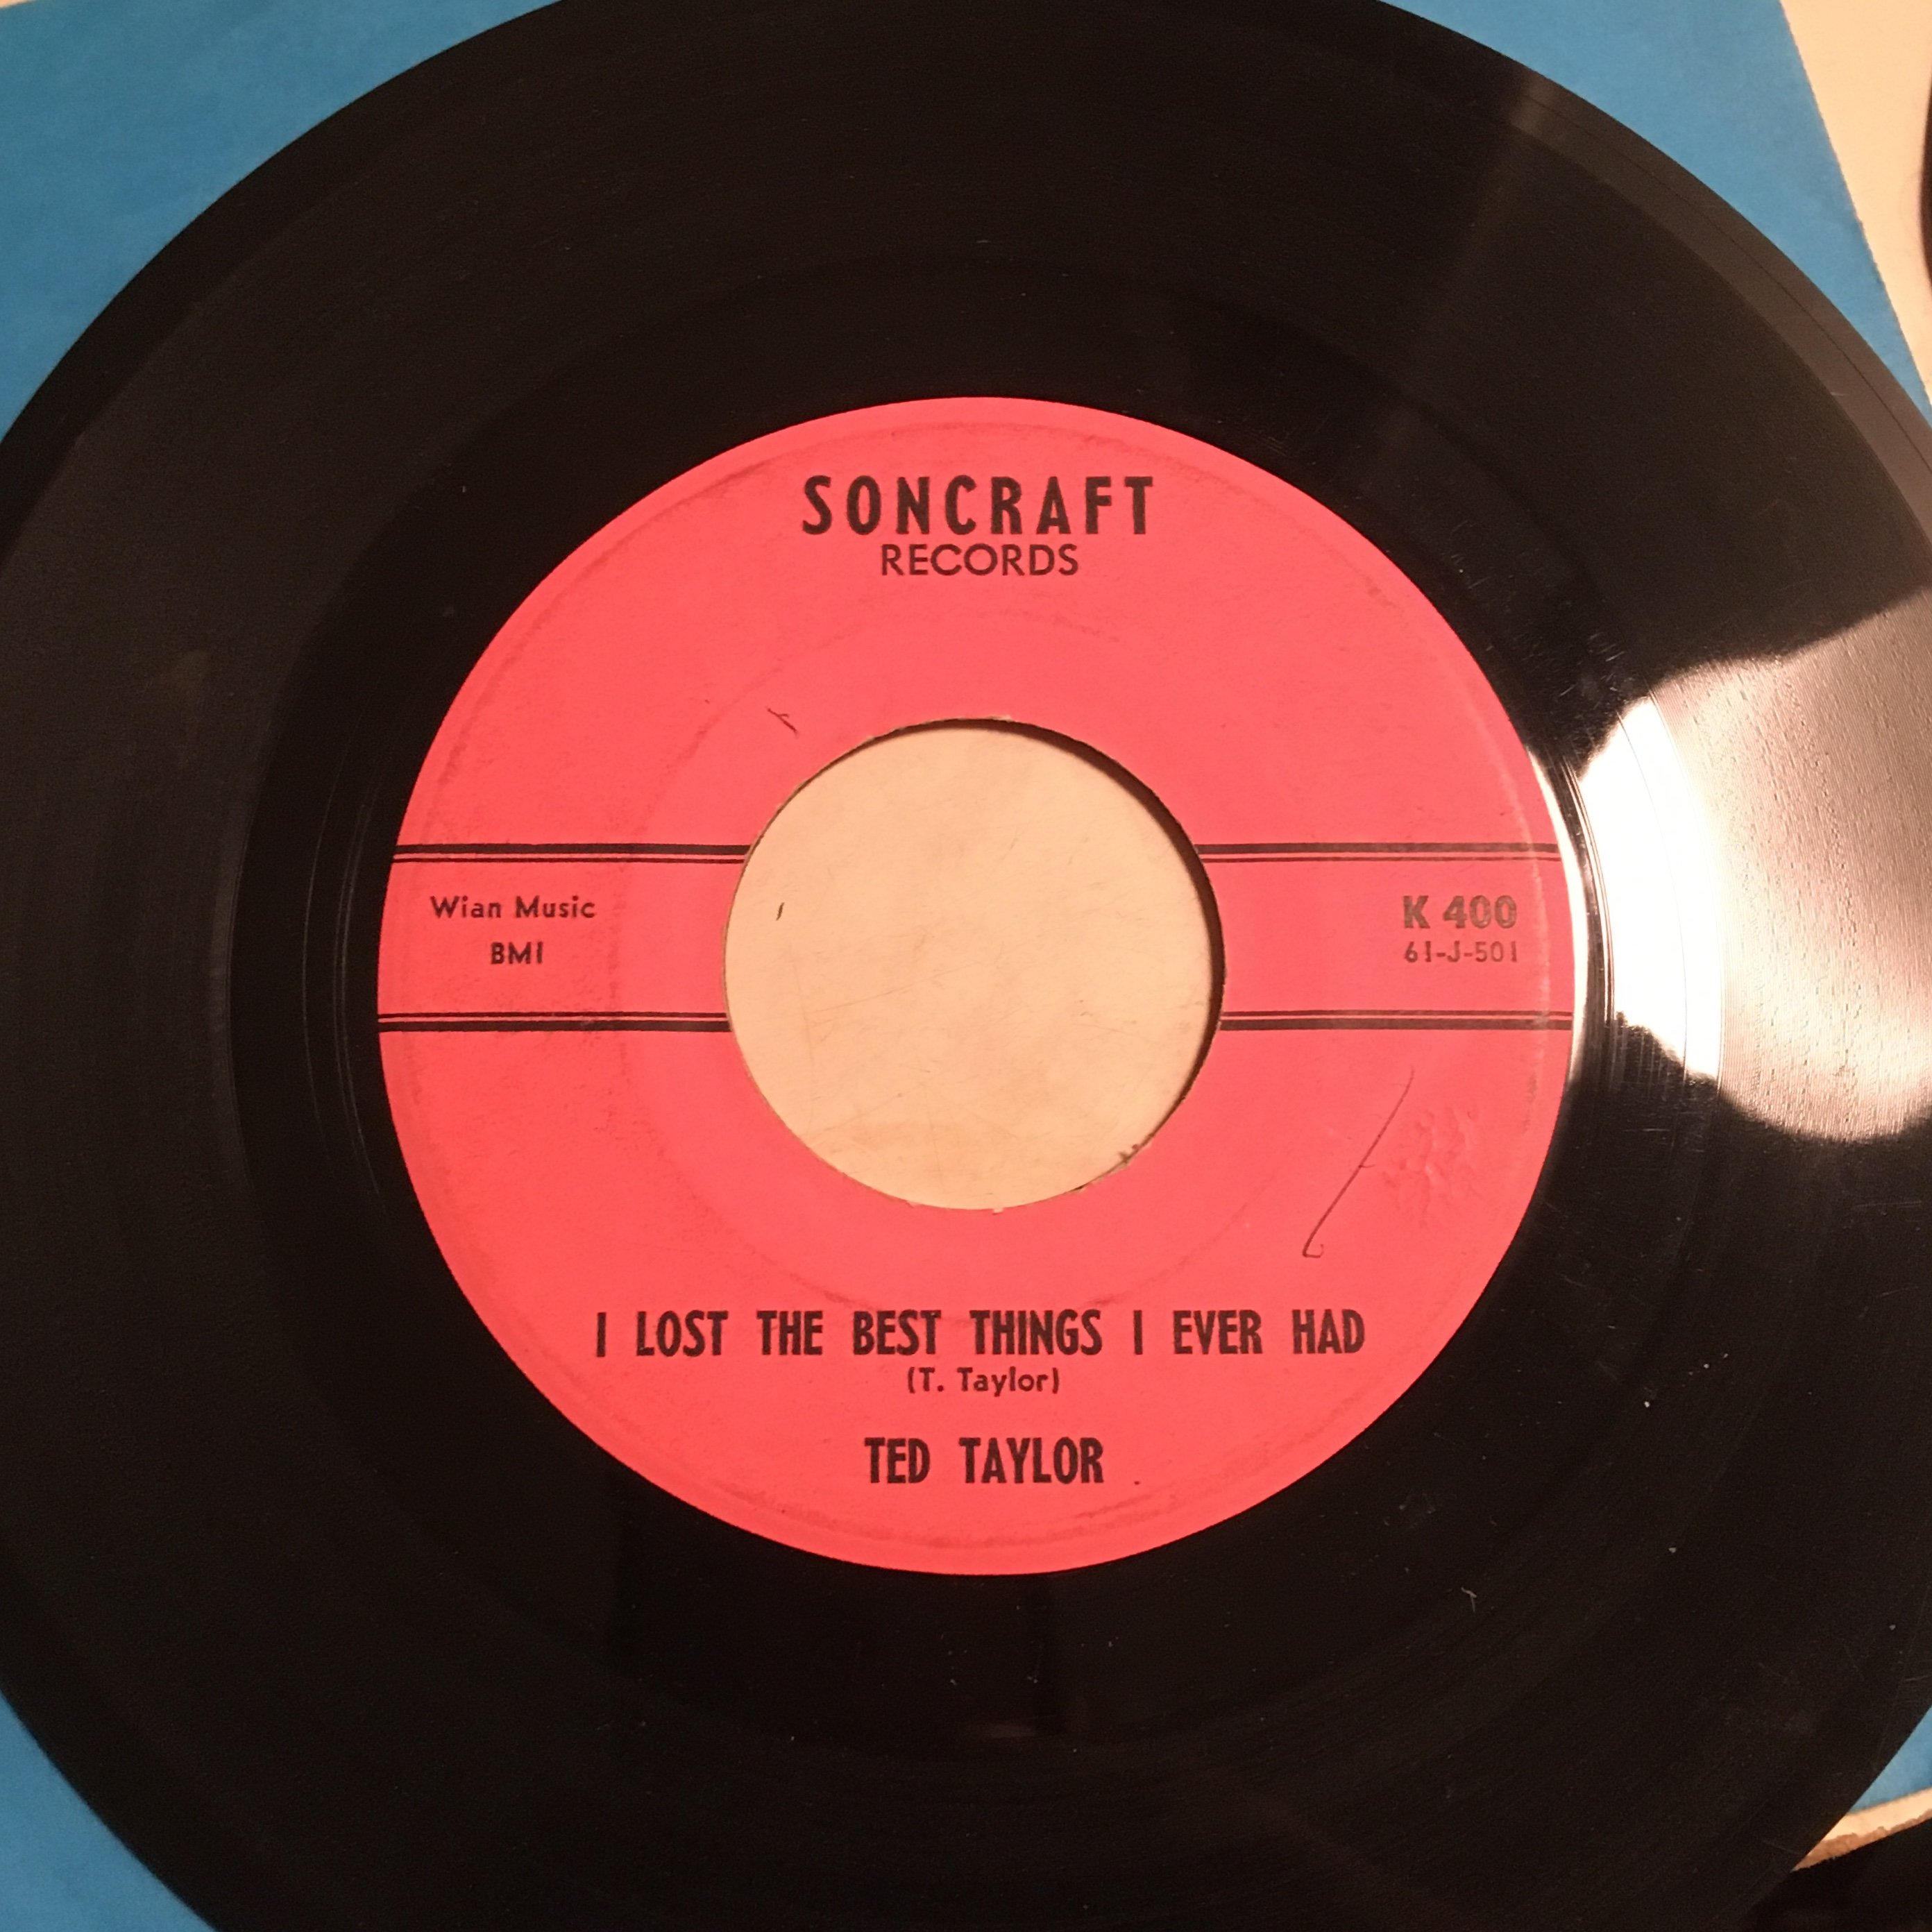 SONCRAFT
RECORDS
Wian Music
BMI
K 400
61-J-501
I LOST THE BEST THINGS I EVER HAD
(T. Taylor)
TED TAYLOR